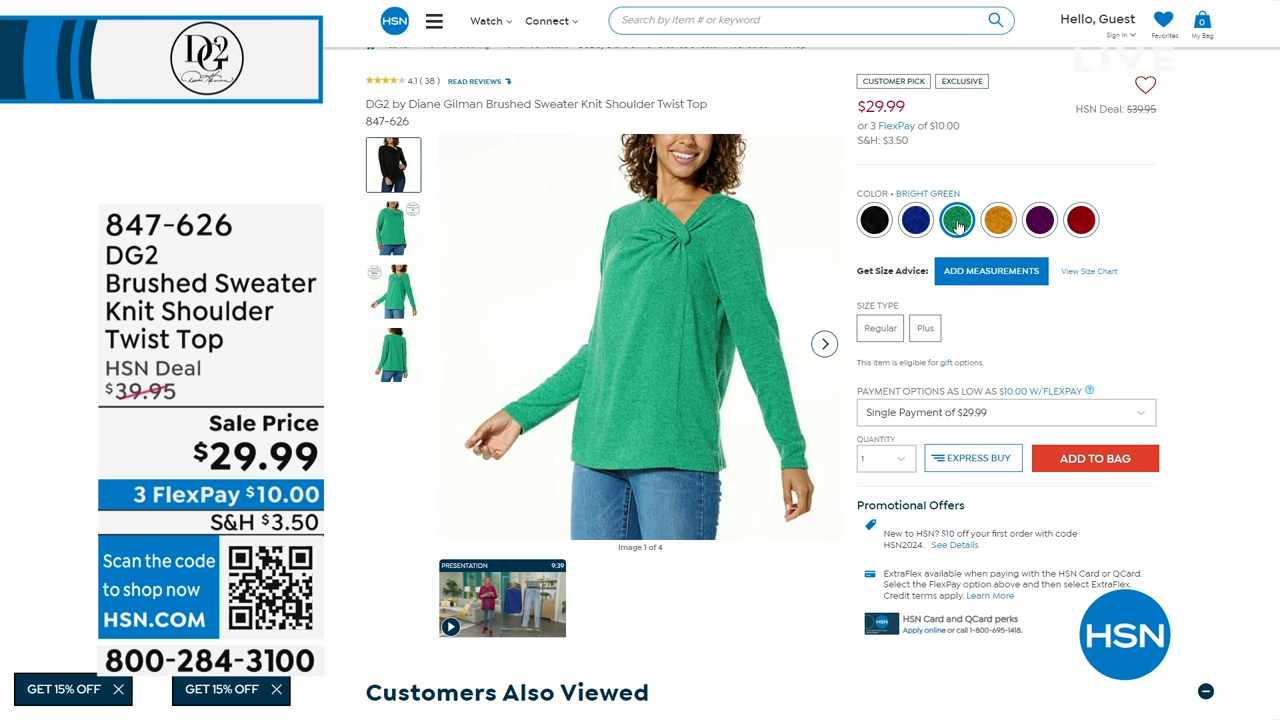 DG2
847-626
DG2
Brushed Sweater
Knit Shoulder
Twist Top
HSN Deal
$39.95
Sale Price
$29.99
3 FlexPay $10.00
S&H $3.50
Scan the code
to shop now
HSN.COM
800-284-3100
GET 15% OFF
GET 15% OFF
HSN
Watch
Connect
Search by item # or keyword
Hello, Guest
Sign In
Favorites
0
My Bag
LIVE
4.1 ( 38 ) READ REVIEWS
DG2 by Diane Gilman Brushed Sweater Knit Shoulder Twist Top
847-626
Image 1 of 4
PRESENTATION 9:39
CUSTOMER PICK EXCLUSIVE
$29.99
HSN Deal: $39.95
or 3 FlexPay of $10.00
S&H: $3.50
COLOR • BRIGHT GREEN
Get Size Advice: ADD MEASUREMENTS View Size Chart
SIZE TYPE
Regular Plus
This item is eligible for gift options.
PAYMENT OPTIONS AS LOW AS $10.00 W/FLEXPAY
Single Payment of $29.99
QUANTITY
1
EXPRESS BUY
ADD TO BAG
Promotional Offers
New to HSN? $10 off your first order with code
HSN2024. See Details
ExtraFlex available when paying with the HSN Card or QCard.
Select the FlexPay option above and then select ExtraFlex.
Credit terms apply. Learn More
HSN
HSN Card and QCard perks
Apply online or call 1-800-695-1418.
HSN
Customers Also Viewed